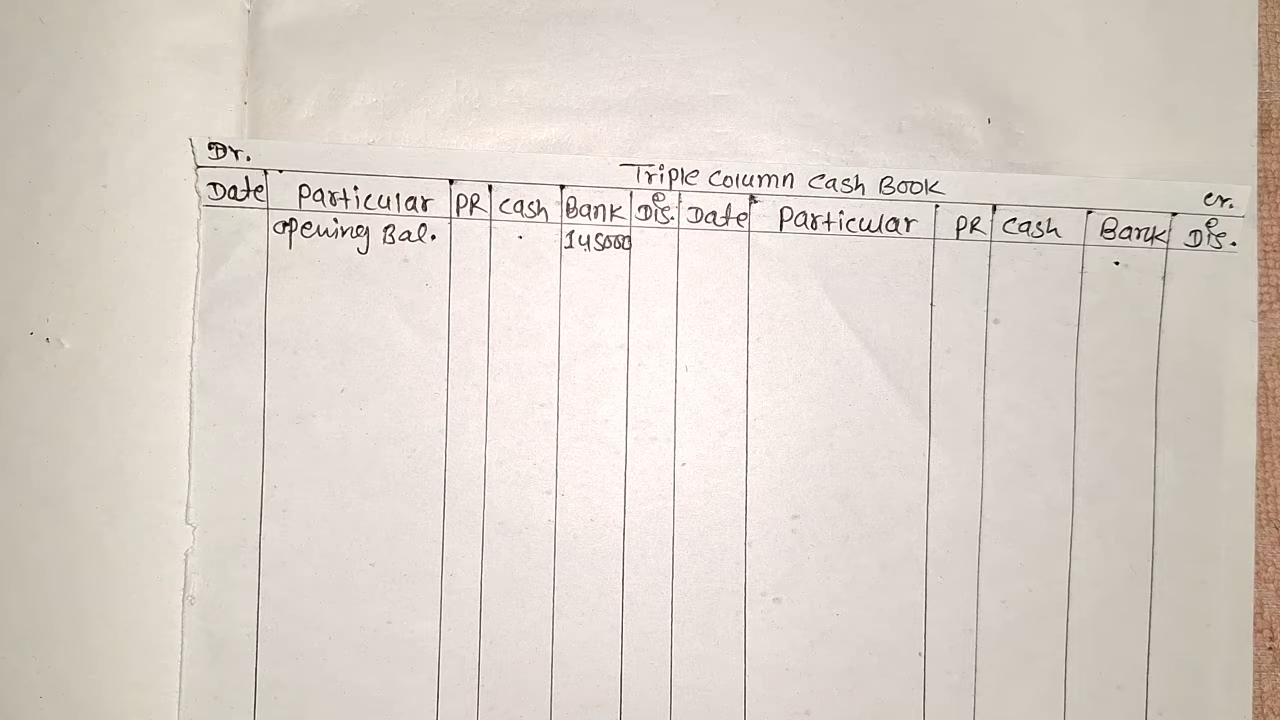 Dr.
Triple Column Cash Book
Cr.
Date Particular PR Cash Bank Dis. Date Particular PR Cash Bank Dis.
Opening Bal. 145000